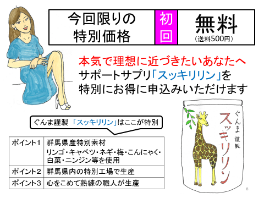 今回限りの
特別価格
初回
無料
(送料500円)
本気で理想に近づきたいあなたへ
サポートサプリ「スッキリリン」を
特別にお得に申込みいただけます
ぐんま謹製 「スッキリリン」はここが特別
ポイント1 群馬県産特別素材
リンゴ・キャベツ・ネギ・梅・こんにゃく・
白菜・ニンジン等を使用
ポイント2 群馬県内の特別工場で製造
ポイント3 心をこめて熟練の職人が生産
ぐんま謹製
スッキリリン